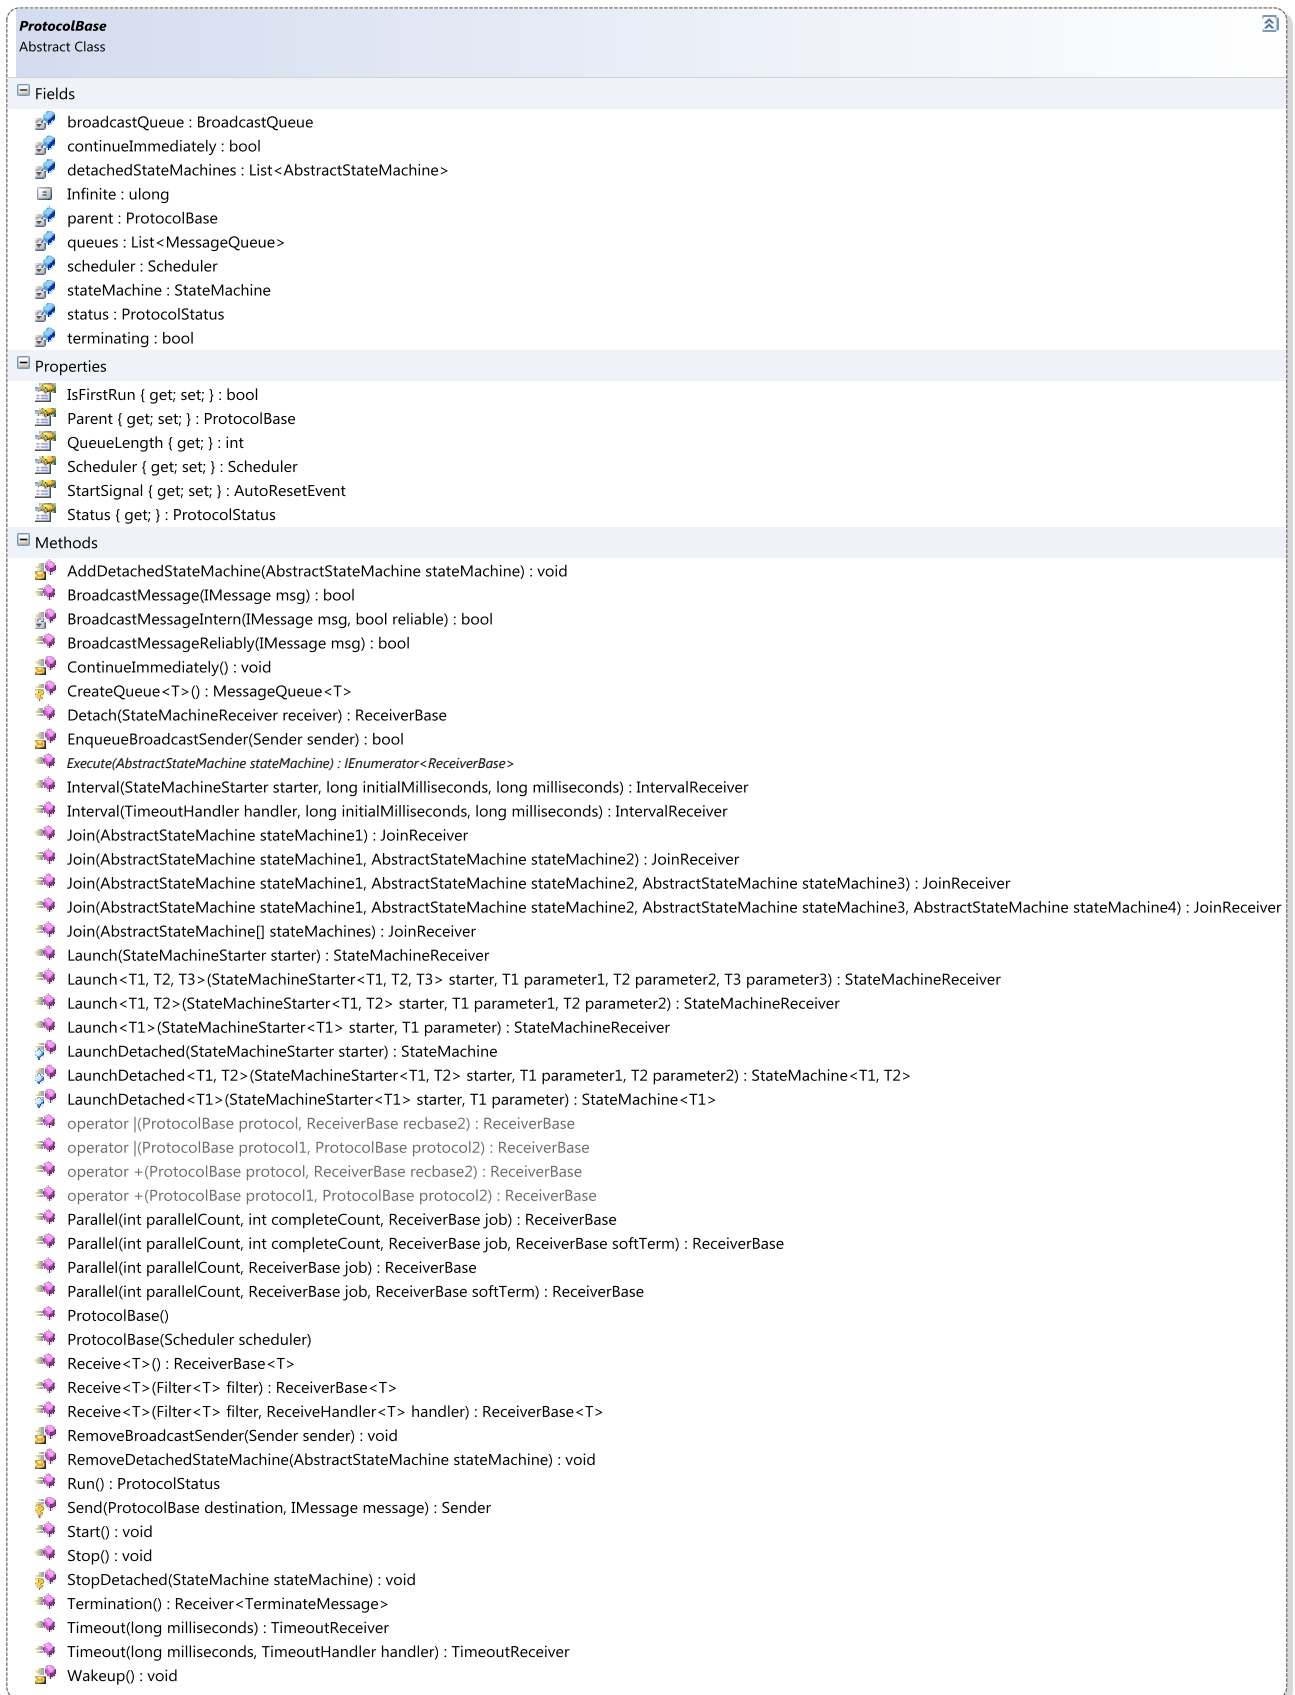 ProtocolBase
Abstract Class
Fields
broadcastQueue : BroadcastQueue
continueImmediately : bool
detachedStateMachines : List<AbstractStateMachine>
Infinite : ulong
parent : ProtocolBase
queues : List<MessageQueue>
scheduler : Scheduler
stateMachine : StateMachine
status : ProtocolStatus
terminating : bool
Properties
IsFirstRun { get; set; } : bool
Parent { get; set; } : ProtocolBase
QueueLength { get; } : int
Scheduler { get; set; } : Scheduler
StartSignal { get; set; } : AutoResetEvent
Status { get; } : ProtocolStatus
Methods
AddDetachedStateMachine(AbstractStateMachine stateMachine) : void
BroadcastMessage(IMessage msg) : bool
BroadcastMessageIntern(IMessage msg, bool reliable) : bool
BroadcastMessageReliably(IMessage msg) : bool
ContinueImmediately() : void
CreateQueue<T>() : MessageQueue<T>
Detach(StateMachineReceiver receiver) : ReceiverBase
EnqueueBroadcastSender(Sender sender) : bool
Execute(AbstractStateMachine stateMachine) : IEnumerator<ReceiverBase>
Interval(StateMachineStarter starter, long initialMilliseconds, long milliseconds) : IntervalReceiver
Interval(TimeoutHandler handler, long initialMilliseconds, long milliseconds) : IntervalReceiver
Join(AbstractStateMachine stateMachine1) : JoinReceiver
Join(AbstractStateMachine stateMachine1, AbstractStateMachine stateMachine2) : JoinReceiver
Join(AbstractStateMachine stateMachine1, AbstractStateMachine stateMachine2, AbstractStateMachine stateMachine3) : JoinReceiver
Join(AbstractStateMachine stateMachine1, AbstractStateMachine stateMachine2, AbstractStateMachine stateMachine3, AbstractStateMachine stateMachine4) : JoinReceiver
Join(AbstractStateMachine[] stateMachines) : JoinReceiver
Launch(StateMachineStarter starter) : StateMachineReceiver
Launch<T1, T2, T3>(StateMachineStarter<T1, T2, T3> starter, T1 parameter1, T2 parameter2, T3 parameter3) : StateMachineReceiver
Launch<T1, T2>(StateMachineStarter<T1, T2> starter, T1 parameter1, T2 parameter2) : StateMachineReceiver
Launch<T1>(StateMachineStarter<T1> starter, T1 parameter) : StateMachineReceiver
LaunchDetached(StateMachineStarter starter) : StateMachine
LaunchDetached<T1, T2>(StateMachineStarter<T1, T2> starter, T1 parameter1, T2 parameter2) : StateMachine<T1, T2>
LaunchDetached<T1>(StateMachineStarter<T1> starter, T1 parameter) : StateMachine<T1>
operator |(ProtocolBase protocol, ReceiverBase recbase2) : ReceiverBase
operator |(ProtocolBase protocol1, ProtocolBase protocol2) : ReceiverBase
operator +(ProtocolBase protocol, ReceiverBase recbase2) : ReceiverBase
operator +(ProtocolBase protocol1, ProtocolBase protocol2) : ReceiverBase
Parallel(int parallelCount, int completeCount, ReceiverBase job) : ReceiverBase
Parallel(int parallelCount, int completeCount, ReceiverBase job, ReceiverBase softTerm) : ReceiverBase
Parallel(int parallelCount, ReceiverBase job) : ReceiverBase
Parallel(int parallelCount, ReceiverBase job, ReceiverBase softTerm) : ReceiverBase
ProtocolBase()
ProtocolBase(Scheduler scheduler)
Receive<T>() : ReceiverBase<T>
Receive<T>(Filter<T> filter) : ReceiverBase<T>
Receive<T>(Filter<T> filter, ReceiveHandler<T> handler) : ReceiverBase<T>
RemoveBroadcastSender(Sender sender) : void
RemoveDetachedStateMachine(AbstractStateMachine stateMachine) : void
Run() : ProtocolStatus
Send(ProtocolBase destination, IMessage message) : Sender
Start() : void
Stop() : void
StopDetached(StateMachine stateMachine) : void
Termination() : Receiver<TerminateMessage>
Timeout(long milliseconds) : TimeoutReceiver
Timeout(long milliseconds, TimeoutHandler handler) : TimeoutReceiver
Wakeup() : void